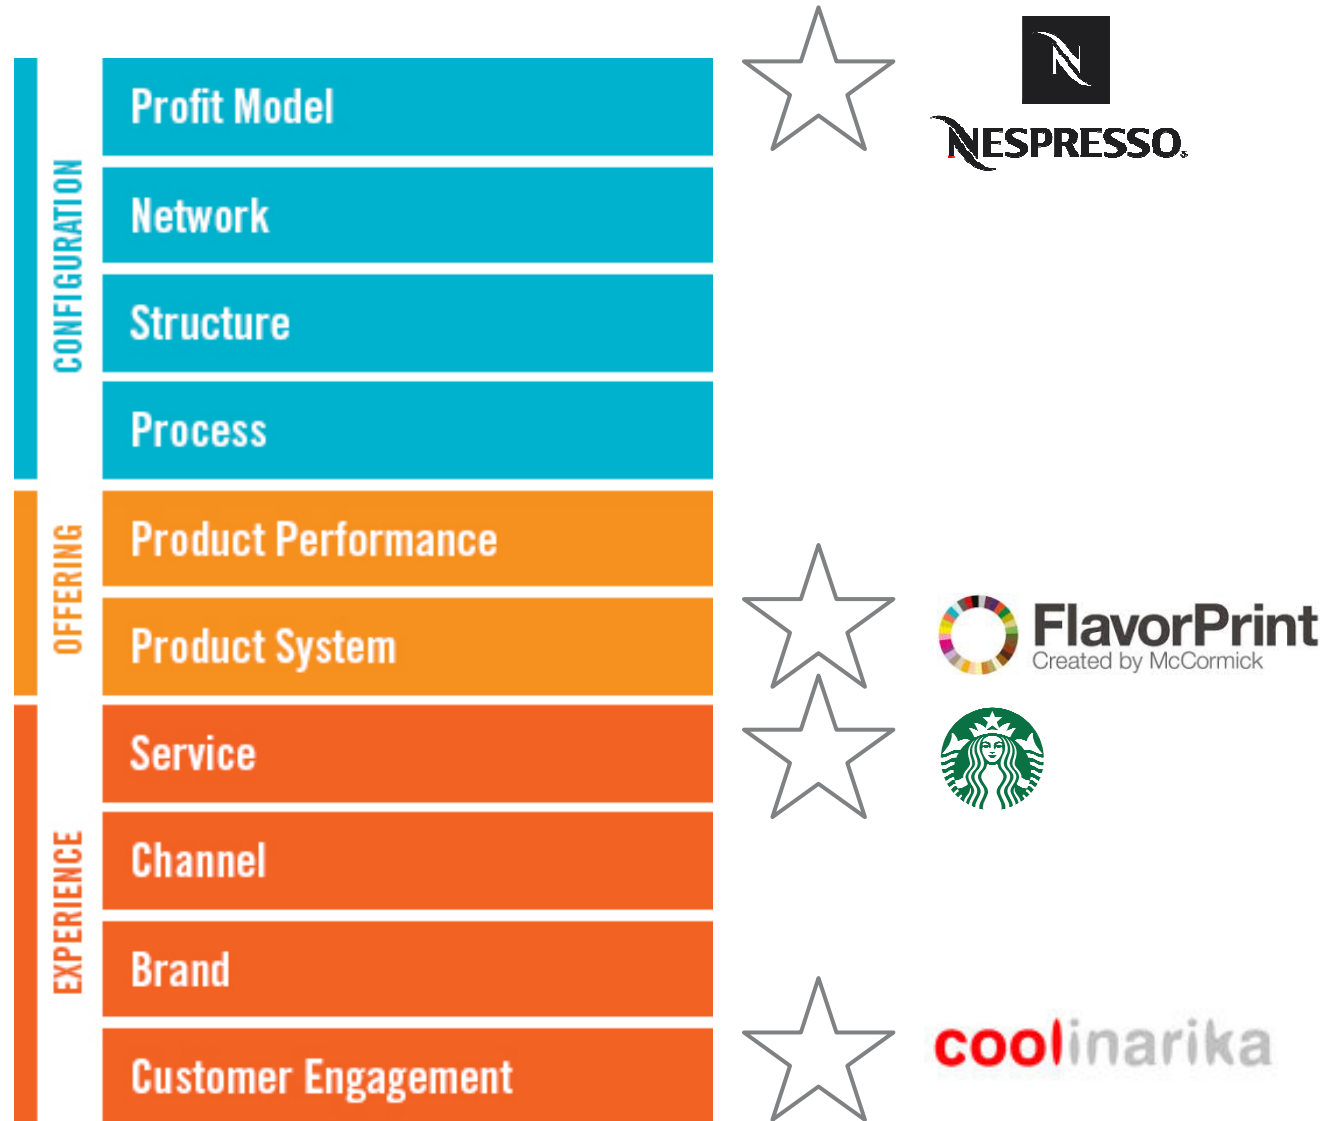 CONFIGURATION
Profit Model
Network
Structure
Process
OFFERING
Product Performance
Product System
EXPERIENCE
Service
Channel
Brand
Customer Engagement
N
NESPRESSO.
FlavorPrint
Created by McCormick
coolinarika